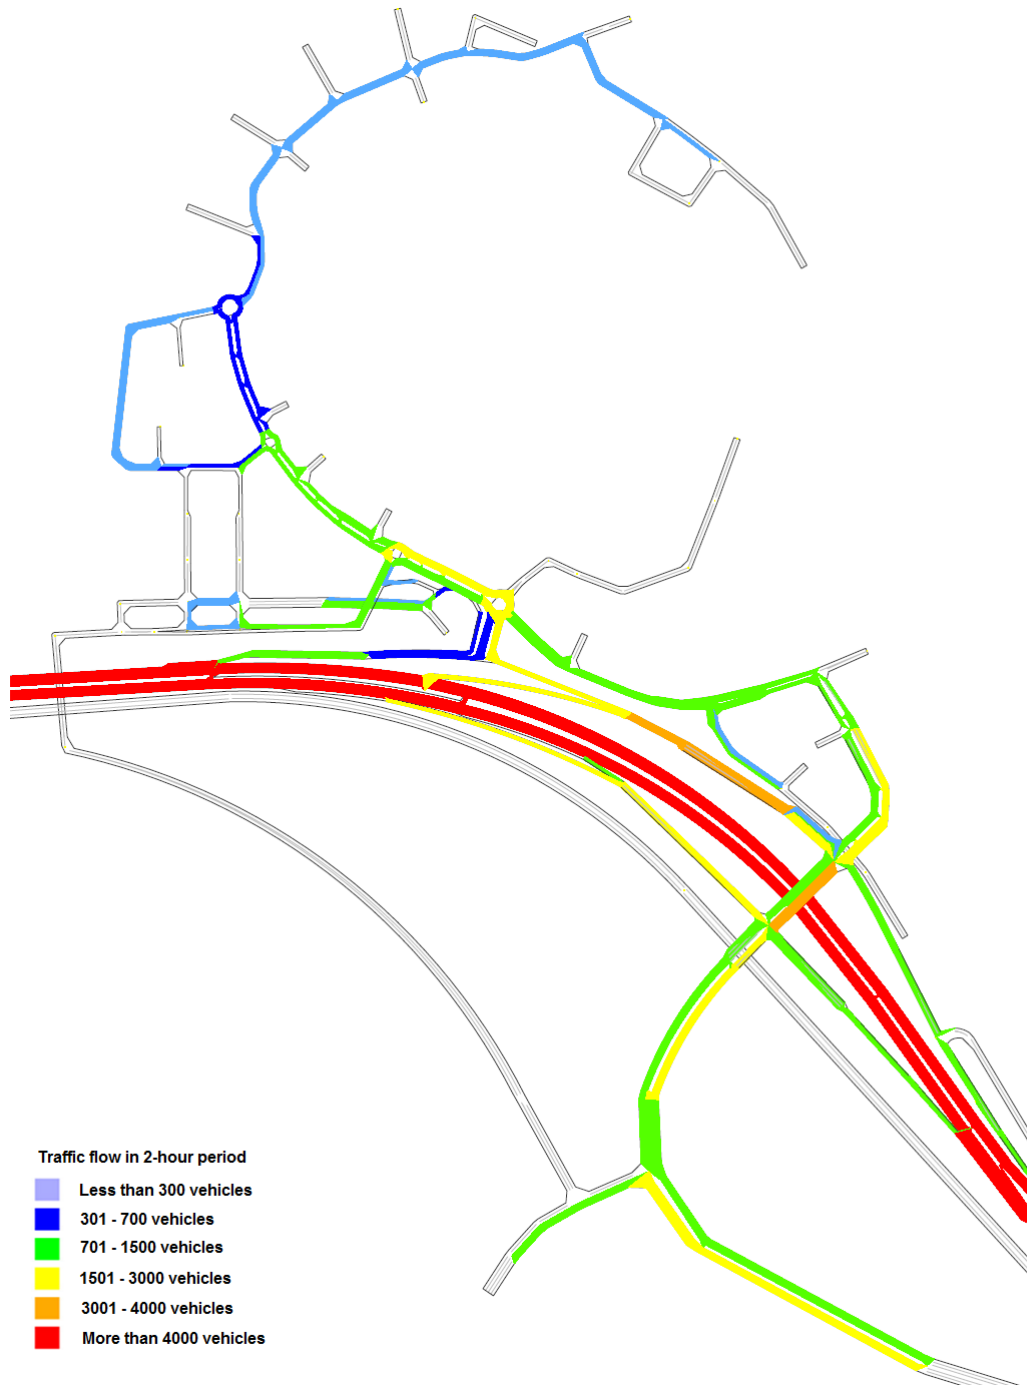 Traffic flow in 2-hour period
Less than 300 vehicles
301 - 700 vehicles
701 - 1500 vehicles
1501 - 3000 vehicles
3001 - 4000 vehicles
More than 4000 vehicles